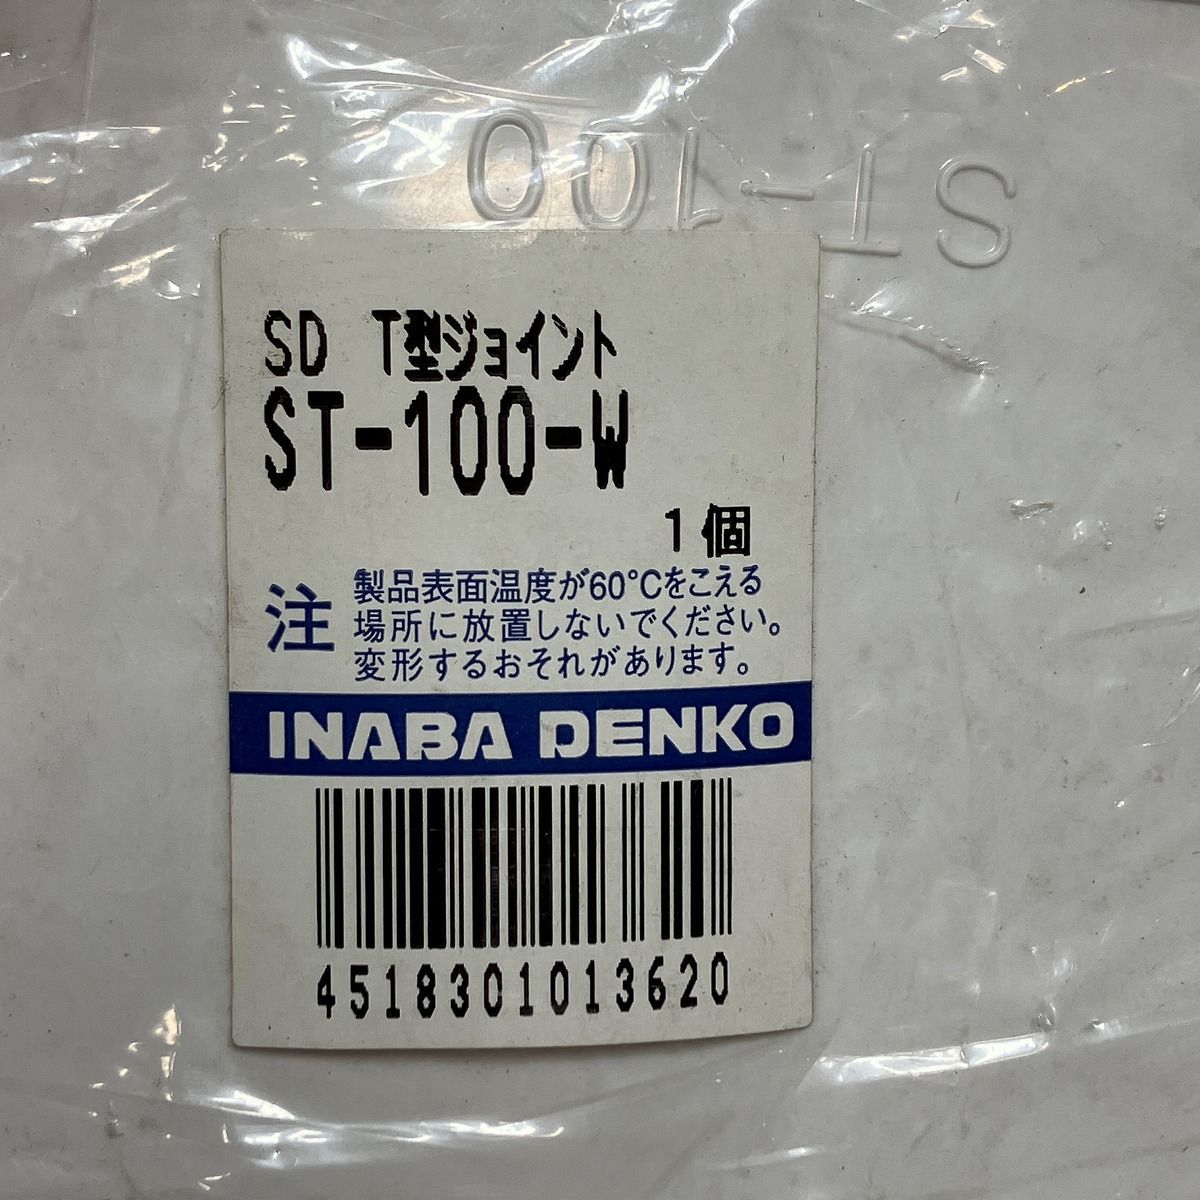 ST-100
SD T型ジョイント
ST-100-W
1個
注
製品表面温度が60°Cをこえる
場所に放置しないでください。
変形するおそれがあります。
INABA DENKO
4518301013620